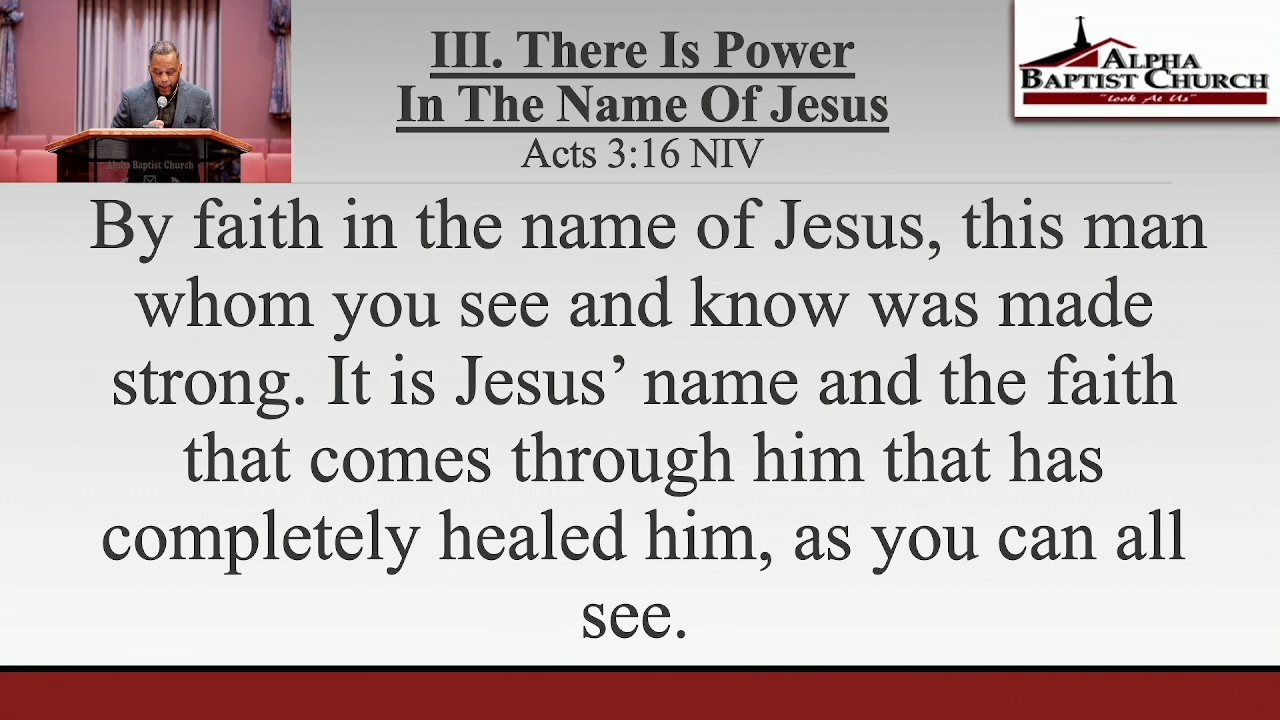 III. There Is Power
In The Name Of Jesus
Acts 3:16 NIV
ALPHA
BAPTIST CHURCH
"Look At Us"
Alpha Baptist Church
By faith in the name of Jesus, this man
whom you see and know was made
strong. It is Jesus’ name and the faith
that comes through him that has
completely healed him, as you can all
see.